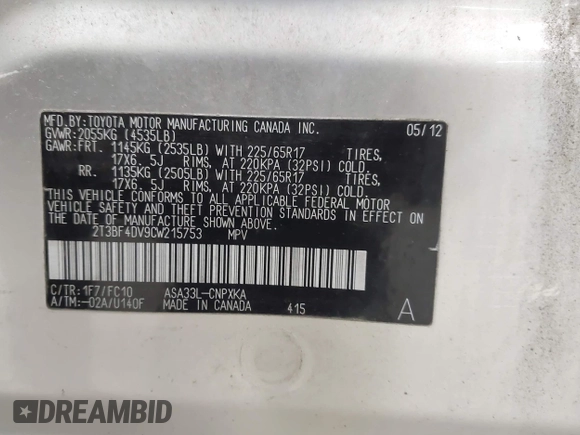 MFD.BY:TOYOTA MOTOR MANUFACTURING CANADA INC. 05/12
GVWR:2055KG (4535LB)
GAWR:FRT. 1145KG (2535LB) WITH 225/65R17 TIRES,
17X6. 5J RIMS, AT 220KPA (32PSI) COLD.
RR. 1135KG (2505LB) WITH 225/65R17 TIRES,
17X6. 5J RIMS, AT 220KPA (32PSI) COLD.
THIS VEHICLE CONFORMS TO ALL APPLICABLE FEDERAL MOTOR
VEHICLE SAFETY AND THEFT PREVENTION STANDARDS IN EFFECT
ON THE DATE OF MANUFACTURE SHOWN ABOVE.
2T3BF4DV9CW215753 MPV
C/TR:1F7/FC10 ASA33L-CNPXKA
A/TM:-02A/U140F MADE IN CANADA 415 A
DREAMBID